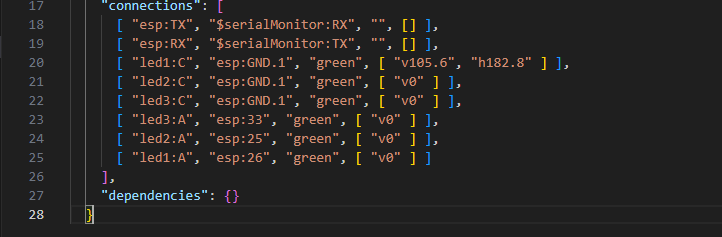 17 "connections": [
18 [ "esp:TX", "$serialMonitor:RX", "", [] ],
19 [ "esp:RX", "$serialMonitor:TX", "", [] ],
20 [ "led1:C", "esp:GND.1", "green", [ "v105.6", "h182.8" ] ],
21 [ "led2:C", "esp:GND.1", "green", [ "v0" ] ],
22 [ "led3:C", "esp:GND.1", "green", [ "v0" ] ],
23 [ "led3:A", "esp:33", "green", [ "v0" ] ],
24 [ "led2:A", "esp:25", "green", [ "v0" ] ],
25 [ "led1:A", "esp:26", "green", [ "v0" ] ]
26 ],
27 "dependencies": {}
28 }